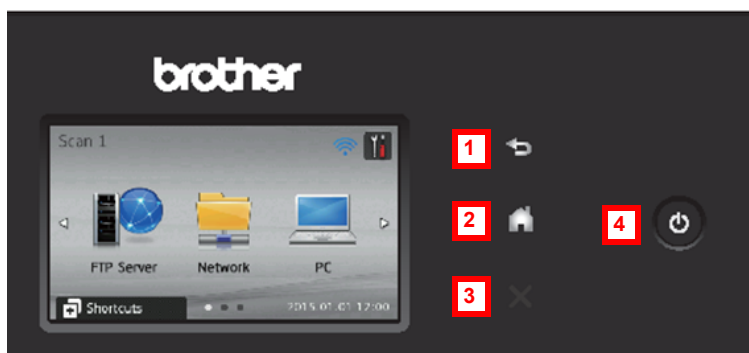 brother
Scan 1
1
2
4
FTP Server
Network
PC
3
Shortcuts
2015.01.01 12:00